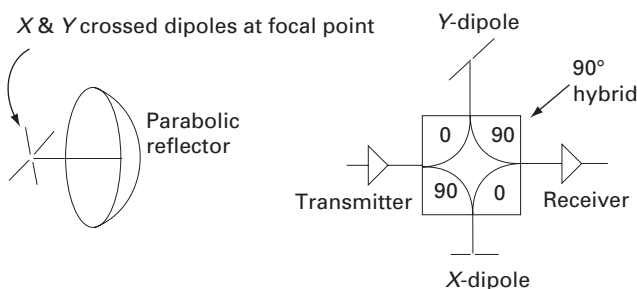 X & Y crossed dipoles at focal point
Parabolic
reflector
Y-dipole
90°
hybrid
0 90
90 0
Transmitter
Receiver
X-dipole